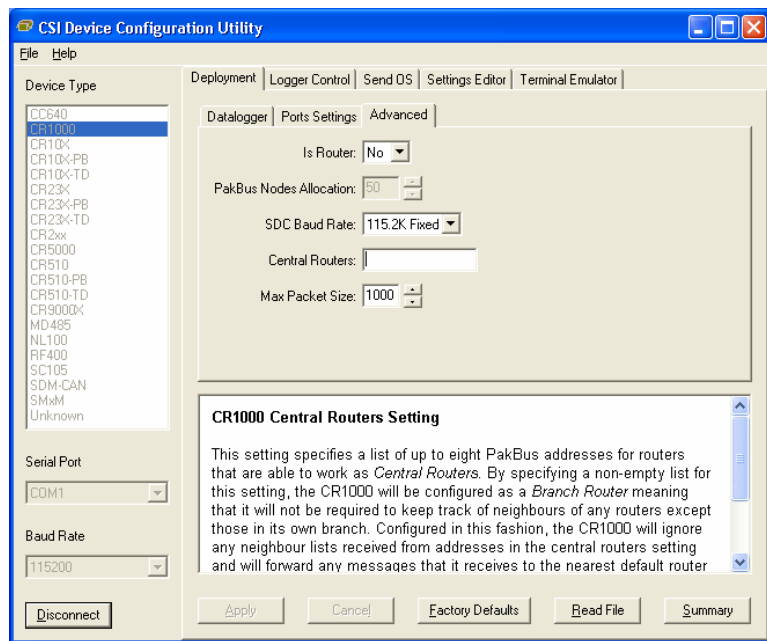 CSI Device Configuration Utility
File Help
Device Type
CC640
CR1000
CR10X
CR10X-PB
CR10X-TD
CR23X
CR23X-PB
CR23X-TD
CR2xx
CR5000
CR510
CR510-PB
CR510-TD
CR9000X
MD485
NL100
RF400
SC105
SDM-CAN
SMxM
Unknown
Serial Port
COM1
Baud Rate
115200
Disconnect
Deployment Logger Control Send OS Settings Editor Terminal Emulator
Datalogger Ports Settings Advanced
Is Router: No
PakBus Nodes Allocation: 50
SDC Baud Rate: 115.2K Fixed
Central Routers:
Max Packet Size: 1000
CR1000 Central Routers Setting
This setting specifies a list of up to eight PakBus addresses for routers
that are able to work as Central Routers. By specifying a non-empty list for
this setting, the CR1000 will be configured as a Branch Router meaning
that it will not be required to keep track of neighbours of any routers except
those in its own branch. Configured in this fashion, the CR1000 will ignore
any neighbour lists received from addresses in the central routers setting
and will forward any messages that it receives to the nearest default router
Apply Cancel Factory Defaults Read File Summary